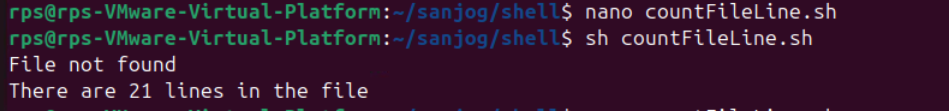 rps@rps-VMware-Virtual-Platform:~/sanjog/shell$ nano countFileLine.sh
rps@rps-VMware-Virtual-Platform:~/sanjog/shell$ sh countFileLine.sh
File not found
There are 21 lines in the file